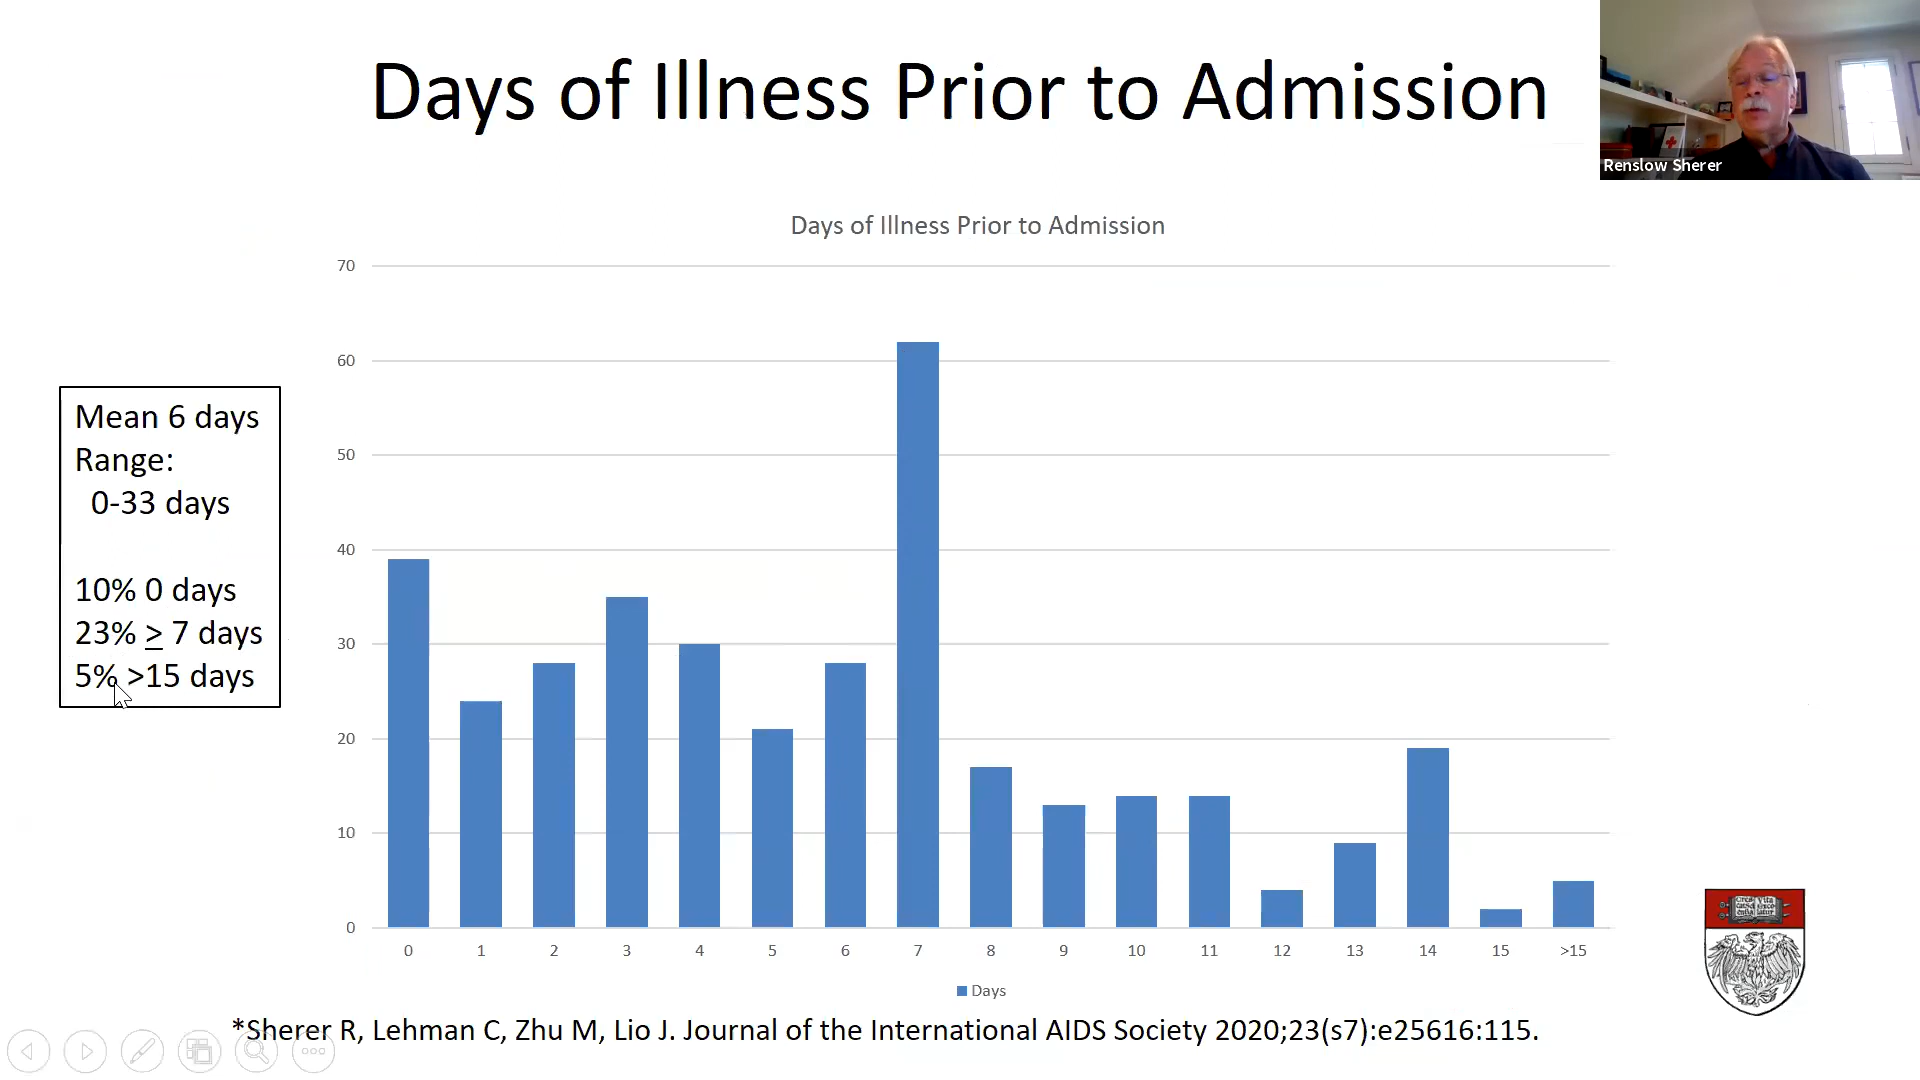 Days of Illness Prior to Admission
Renslow Sherer
Days of Illness Prior to Admission
70
60
50
40
30
20
10
0
Mean 6 days
Range:
0-33 days
10% 0 days
23% ≥ 7 days
5% >15 days
0 1 2 3 4 5 6 7 8 9 10 11 12 13 14 15 >15
Days
*Sherer R, Lehman C, Zhu M, Lio J. Journal of the International AIDS Society 2020;23(s7):e25616:115.